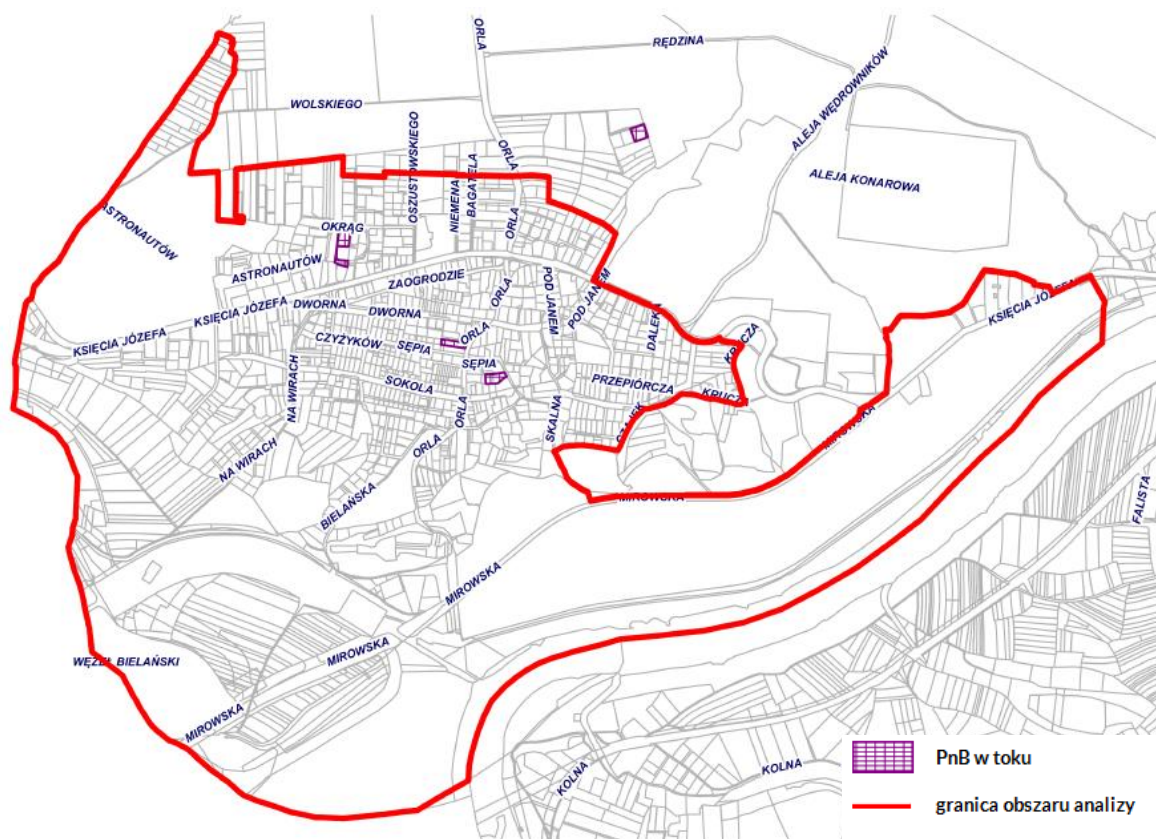 ORLA
RĘDZINA
ALEJA WĘDROWNIKÓW
WOLSKIEGO
OSZUSTOWSKIEGO
ORLA
ALEJA KONAROWA
NIEMENA
BAGATELA
ASTRONAUTÓW
OKRĄG
ORLA
ASTRONAUTÓW
ZAOGRODZIE
ORLA
POD JANEM
POD JANEM
KSIĘCIA JÓZEFA
KSIĘCIA JÓZEFA
DWORNA
DWORNA
DALEKA
KRUCZA
KSIĘCIA JÓZEFA
CZYŻYKÓW
SĘPIA
ORLA
SĘPIA
SOKOLA
PRZEPIÓRCZA
KRUCZA
NA WIRACH
ORLA
SKALNA
CZAJEK
MIROWSKA
NA WIRACH
ORLA
BIELAŃSKA
MIROWSKA
FALISTA
MIROWSKA
MIROWSKA
WĘZEŁ BIELAŃSKI
MIROWSKA
KOLNA
KOLNA
PnB w toku
granica obszaru analizy